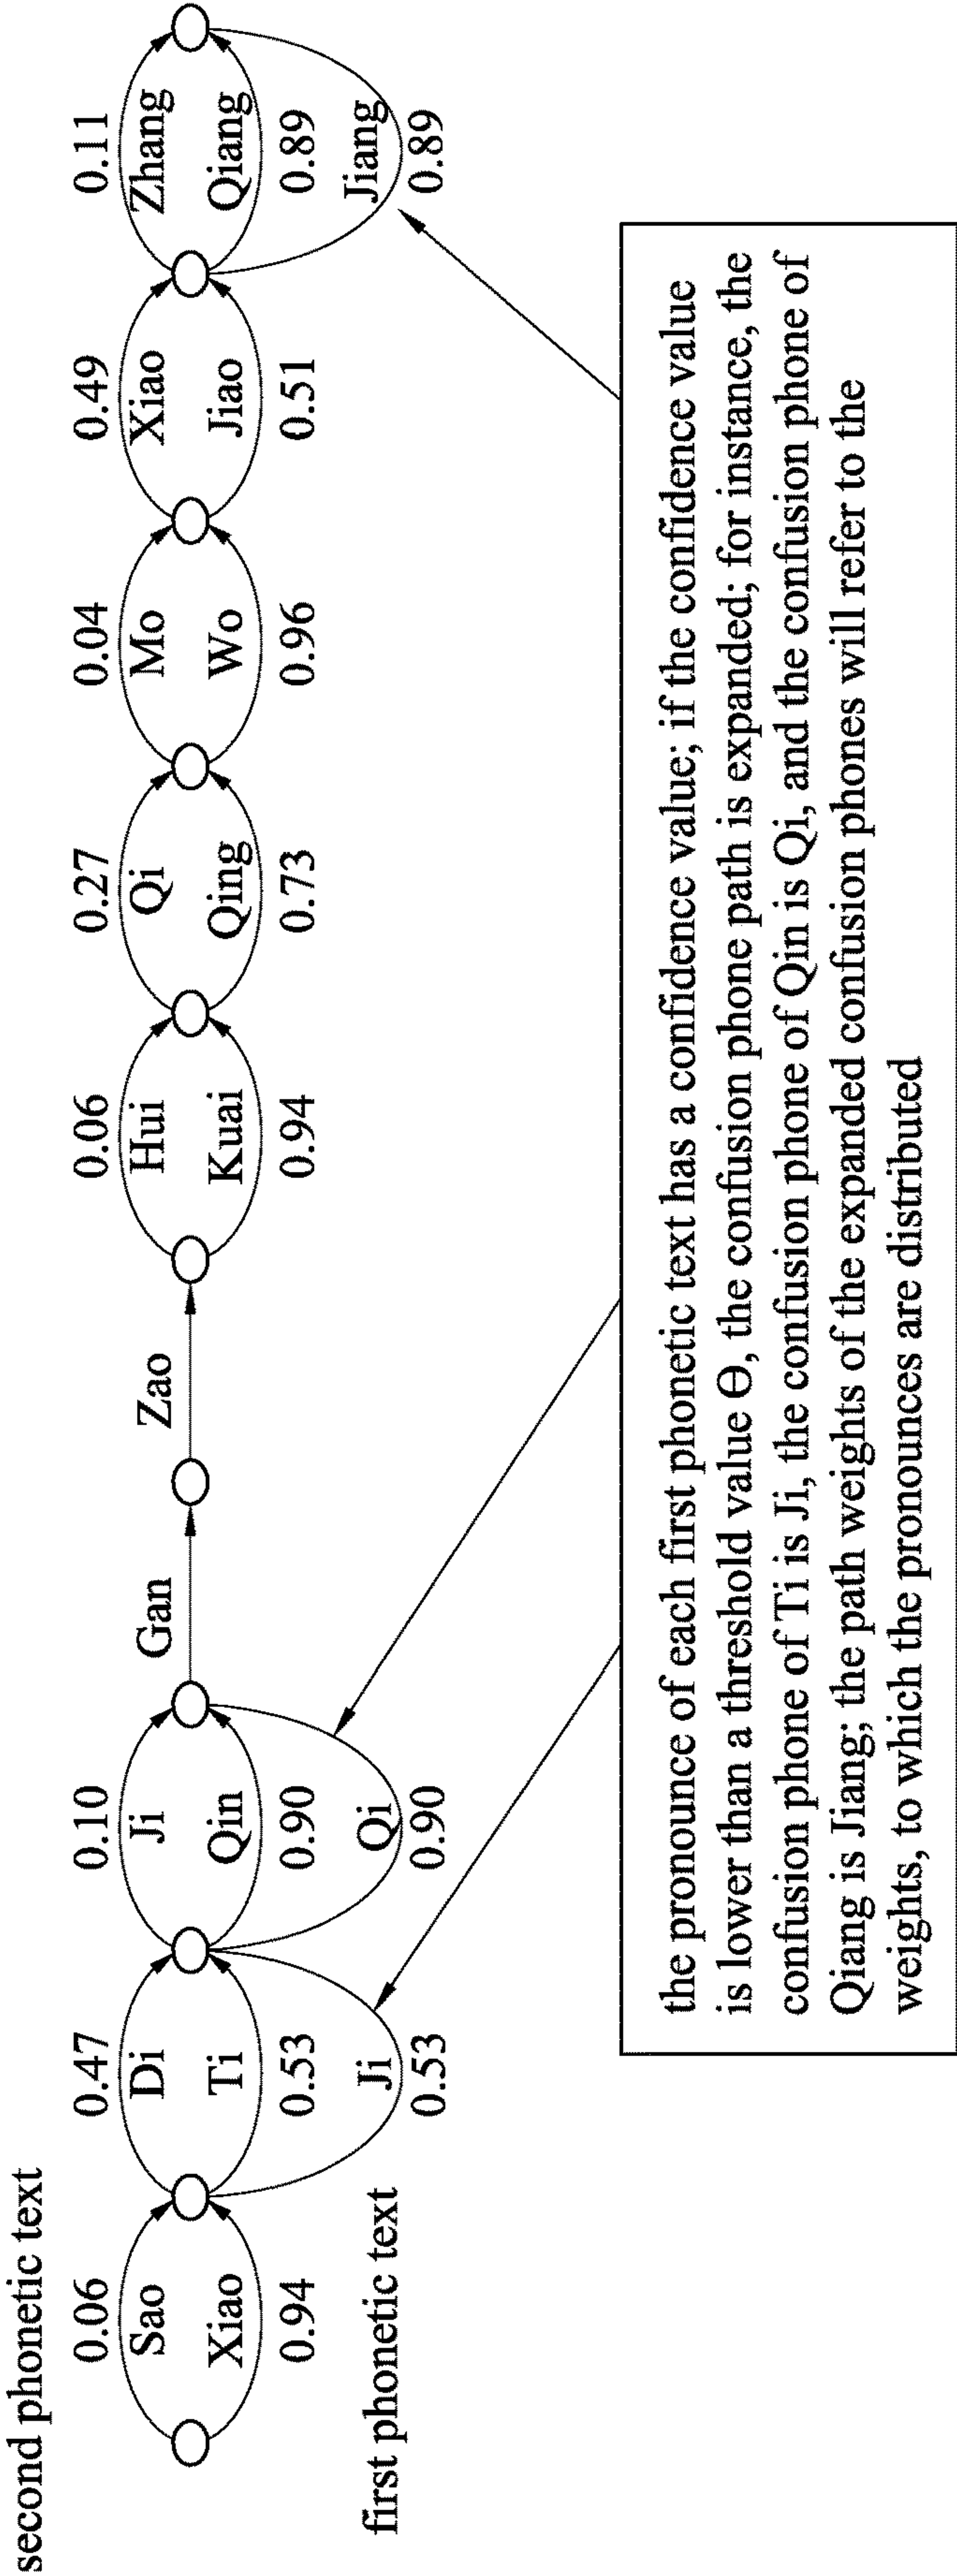 second phonetic text
0.06
Sao
Xiao
0.94
first phonetic text
0.47
Di
Ti
0.53
Ji
0.53
0.10
Ji
Qin
0.90
Qi
0.90
Gan
Zao
0.06
Hui
Kuai
0.94
0.27
Qi
Qing
0.73
0.04
Mo
Wo
0.96
0.49
Xiao
Jiao
0.51
0.11
Zhang
Qiang
0.89
Jiang
0.89
the pronounce of each first phonetic text has a confidence value; if the confidence value
is lower than a threshold value Θ, the confusion phone path is expanded; for instance, the
confusion phone of Ti is Ji, the confusion phone of Qin is Qi, and the confusion phone of
Qiang is Jiang; the path weights of the expanded confusion phones will refer to the
weights, to which the pronounces are distributed